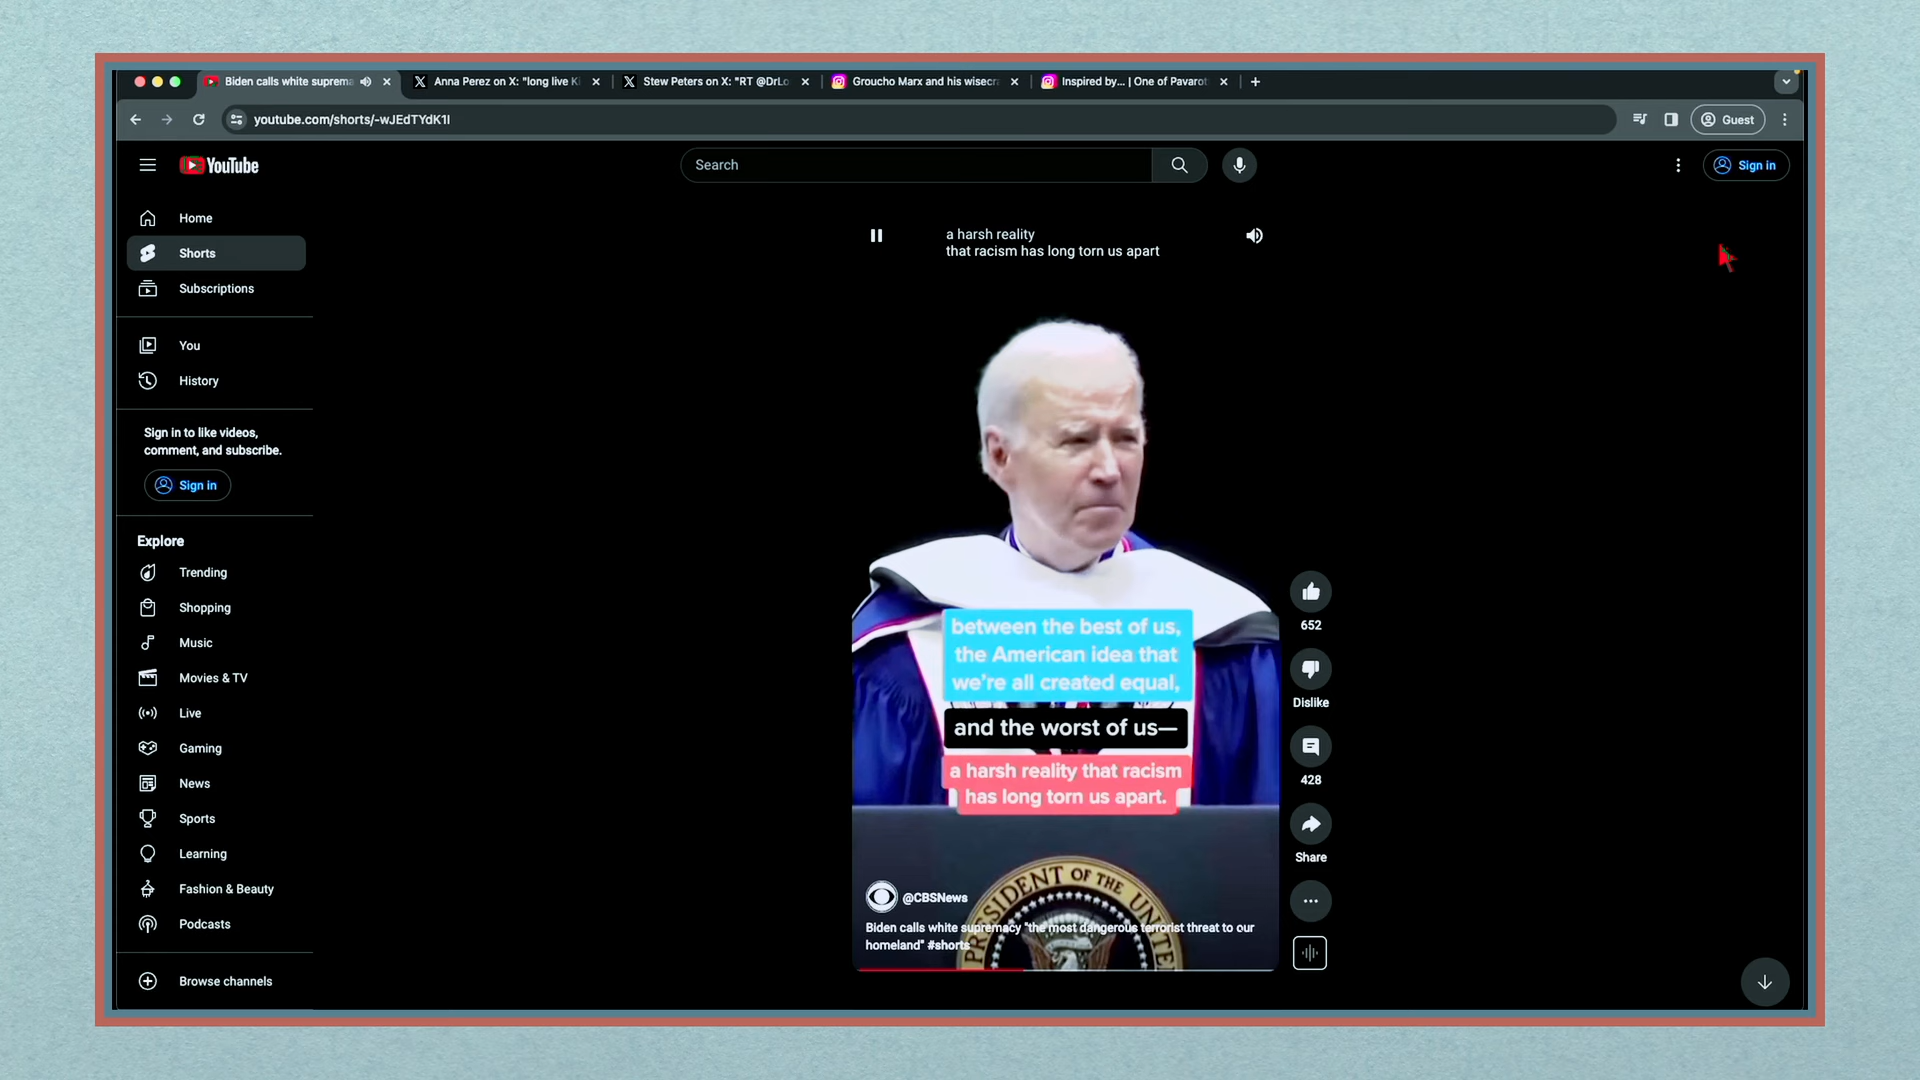 Biden calls white suprema
Anna Perez on X: "long live Ki
Stew Peters on X: "RT @DrLo
Groucho Marx and his wisecra
Inspired by... | One of Pavarot
youtube.com/shorts/-wJEdTYdK1I
Guest
YouTube
Search
Sign in
Home
Shorts
Subscriptions
You
History
Sign in to like videos,
comment, and subscribe.
Sign in
Explore
Trending
Shopping
Music
Movies & TV
Live
Gaming
News
Sports
Learning
Fashion & Beauty
Podcasts
Browse channels
a harsh reality
that racism has long torn us apart
between the best of us,
the American idea that
we're all created equal,
and the worst of us—
a harsh reality that racism
has long torn us apart.
PRESIDENT OF THE UNITED
@CBSNews
Biden calls white supremacy "the most dangerous terrorist threat to our
homeland" #shorts
652
Dislike
428
Share